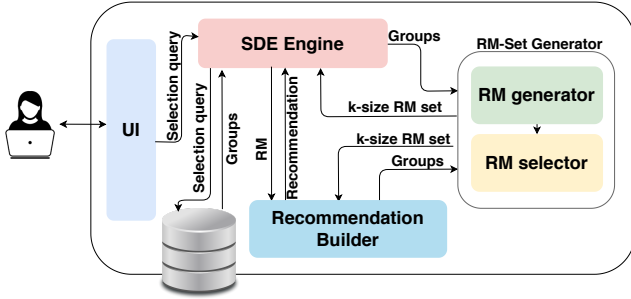 SDE Engine
Groups
RM-Set Generator
Selection query
UI
RM generator
k-size RM set
Selection query
Groups
RM
Recommendation
k-size RM set
RM selector
Groups
Recommendation
Builder